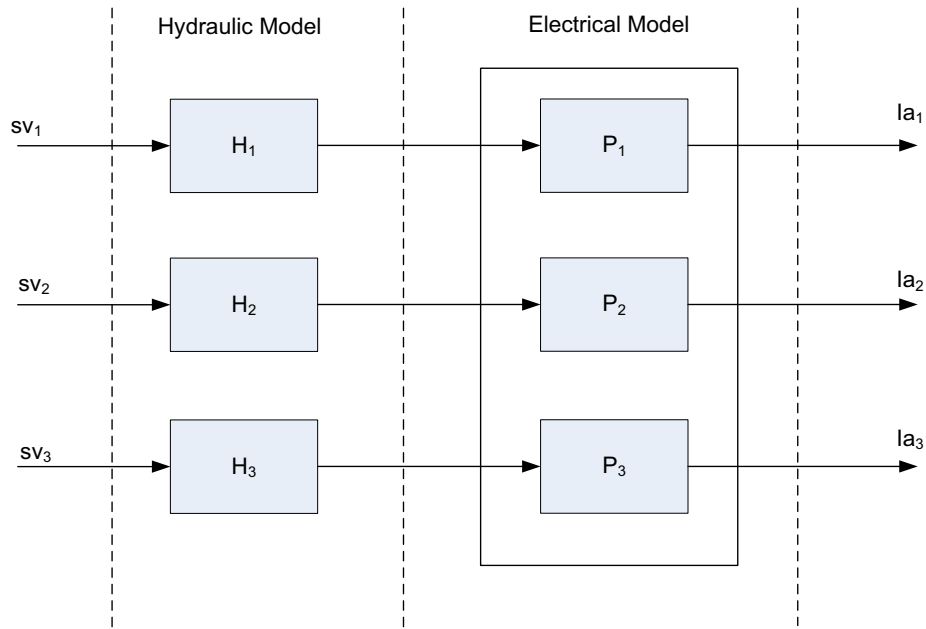 Hydraulic Model
Electrical Model
sv₁
H₁
P₁
Ia₁
sv₂
H₂
P₂
Ia₂
sv₃
H₃
P₃
Ia₃